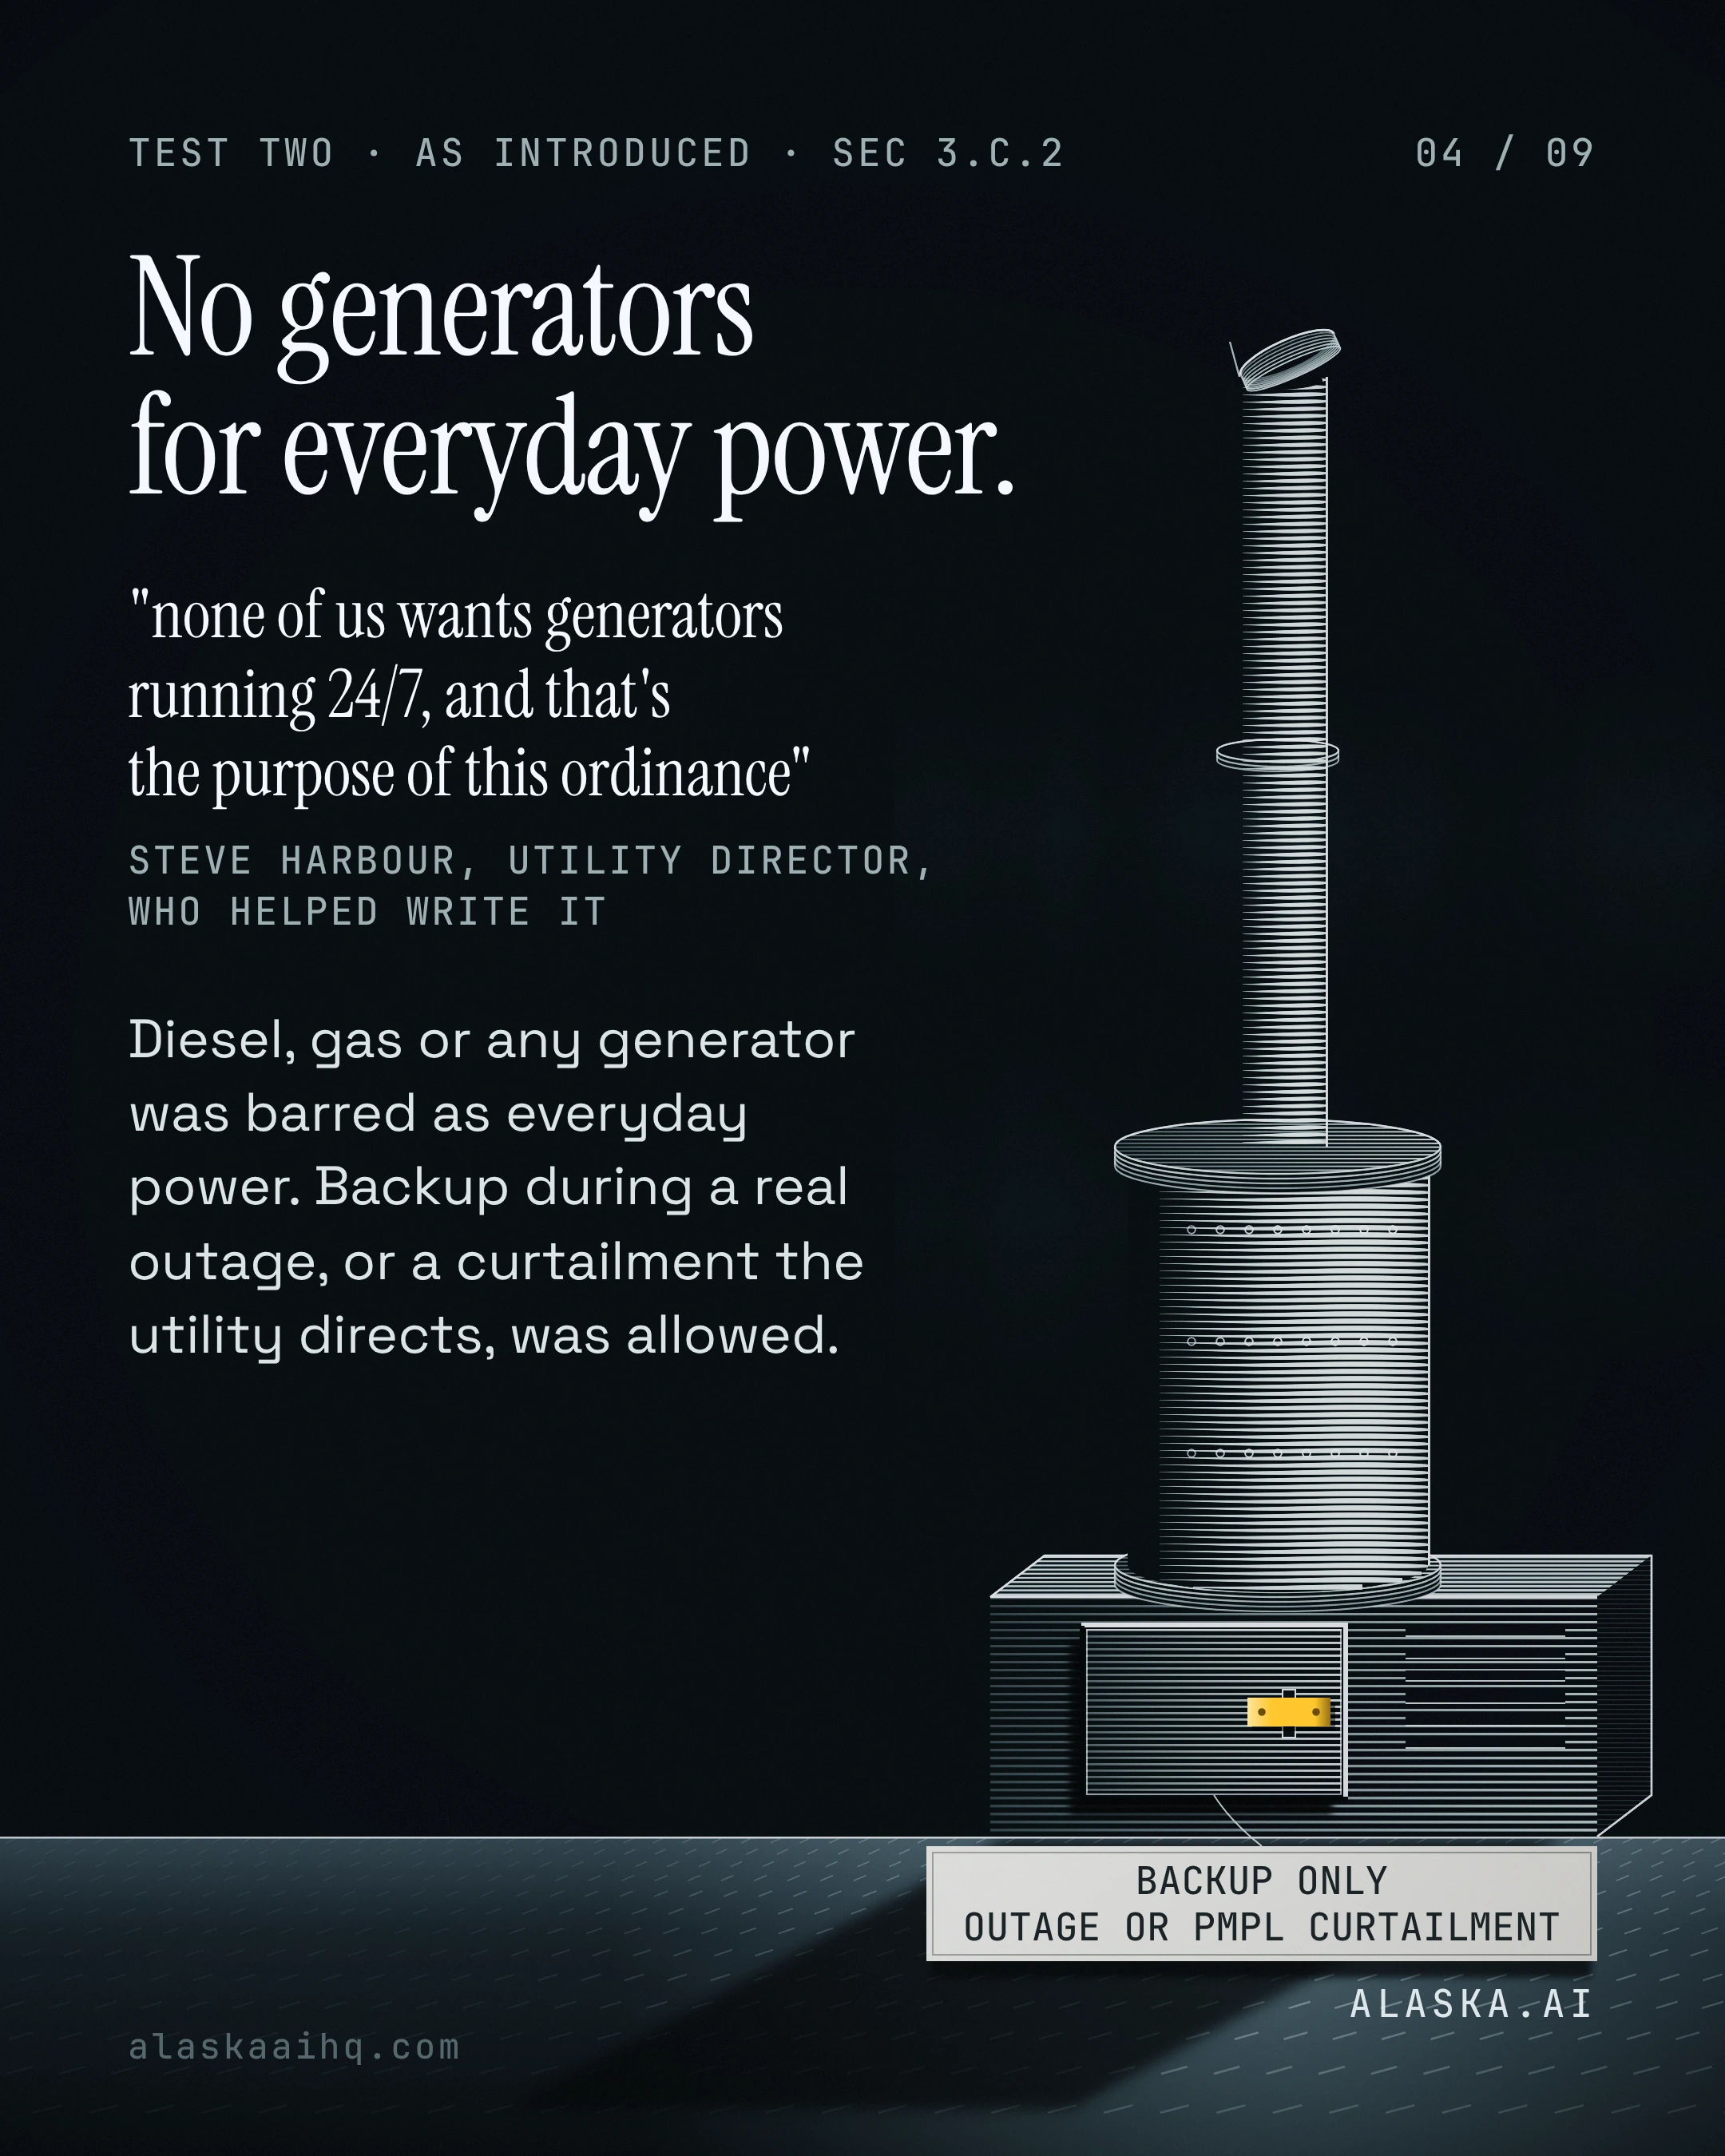 TEST TWO · AS INTRODUCED · SEC 3.C.2
04 / 09
No generators
for everyday power.
"none of us wants generators
running 24/7, and that's
the purpose of this ordinance"
STEVE HARBOUR, UTILITY DIRECTOR,
WHO HELPED WRITE IT
Diesel, gas or any generator
was barred as everyday
power. Backup during a real
outage, or a curtailment the
utility directs, was allowed.
BACKUP ONLY
OUTAGE OR PMPL CURTAILMENT
ALASKA.AI
alaskaaihq.com